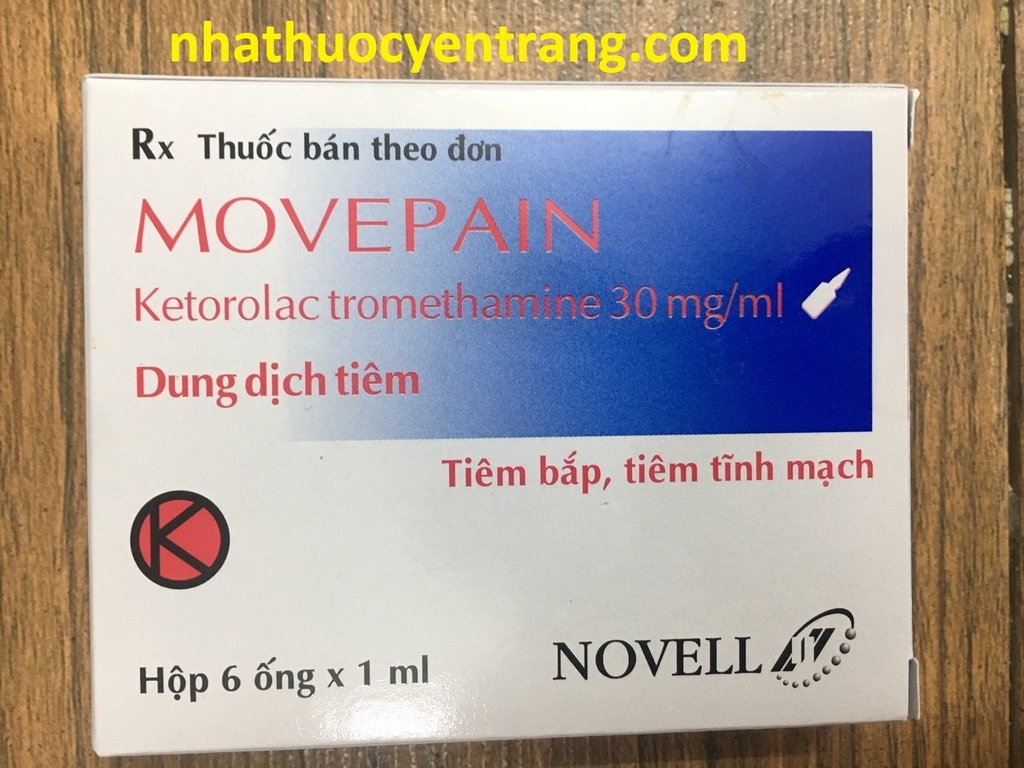 nhathuocyentrang.com
Rx Thuốc bán theo đơn
MOVEPAIN
Ketorolac tromethamine 30 mg/ml
Dung dịch tiêm
Tiêm bắp, tiêm tĩnh mạch
K
NOVELL
Hộp 6 ống x 1 ml